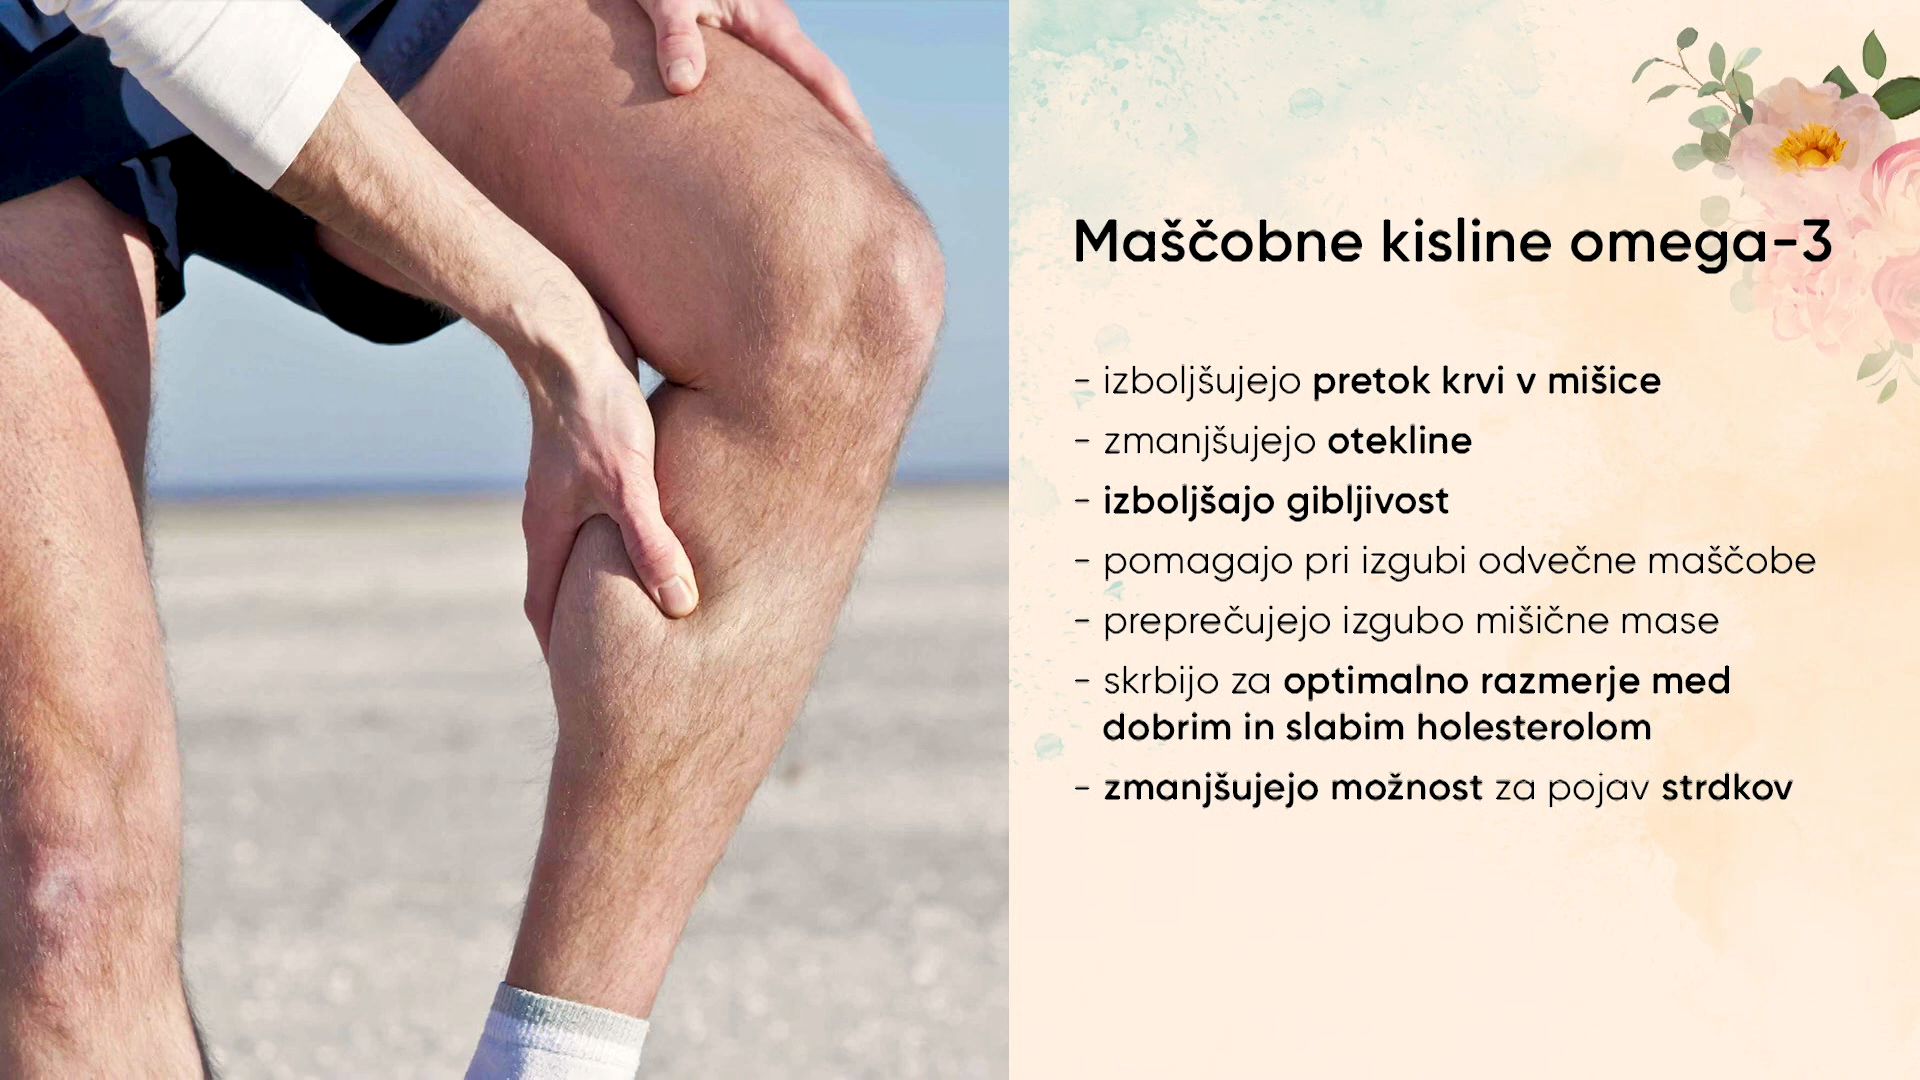 Maščobne kisline omega-3
- izboljšujejo pretok krvi v mišice
- zmanjšujejo otekline
- izboljšajo gibljivost
- pomagajo pri izgubi odvečne maščobe
- preprečujejo izgubo mišične mase
- skrbijo za optimalno razmerje med
dobrim in slabim holesterolom
- zmanjšujejo možnost za pojav strdkov